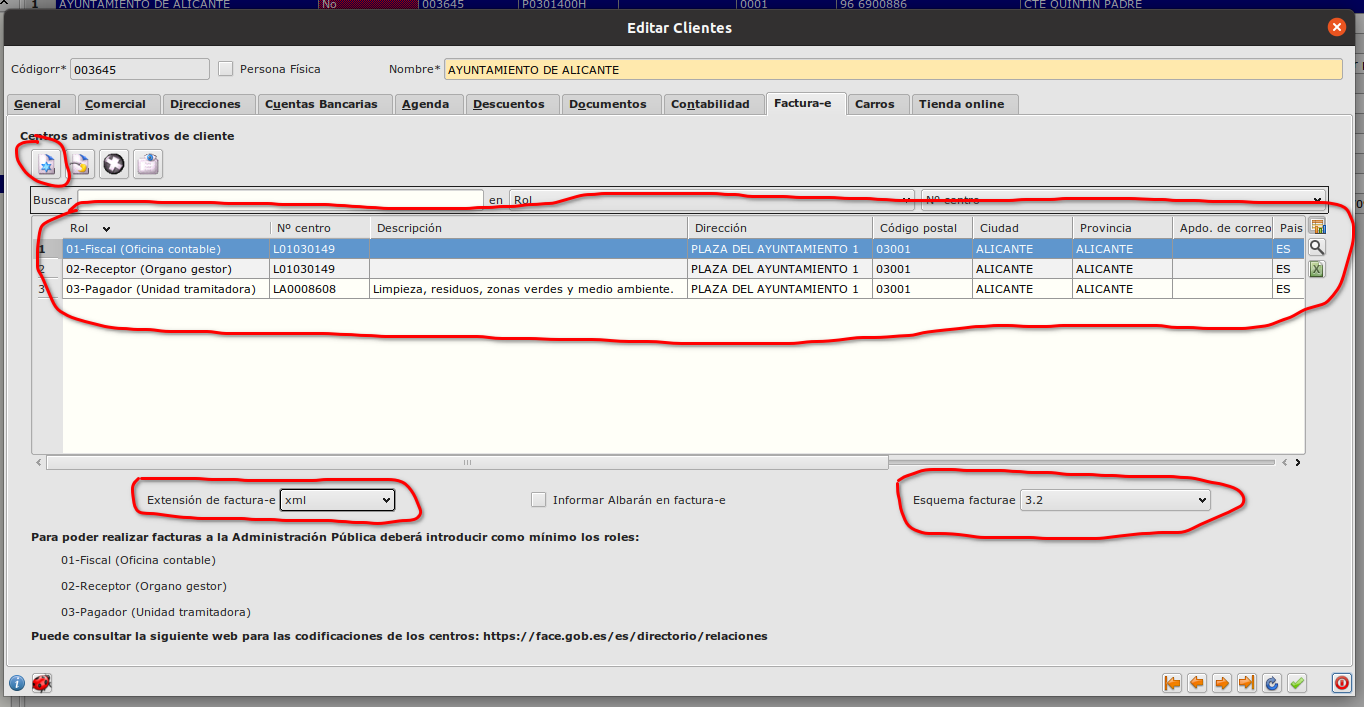 1 AYUNTAMIENTO DE ALICANTE No 003645 P0301400H 0001 96 6900886 CTE QUINTIN PADRE
Editar Clientes
Códigorr* 003645 Persona Física Nombre* AYUNTAMIENTO DE ALICANTE
General Comercial Direcciones Cuentas Bancarias Agenda Descuentos Documentos Contabilidad Factura-e Carros Tienda online
Centros administrativos de cliente
Buscar en Rol Nº centro
Rol Nº centro Descripción Dirección Código postal Ciudad Provincia Apdo. de correo Pais
1 01-Fiscal (Oficina contable) L01030149 PLAZA DEL AYUNTAMIENTO 1 03001 ALICANTE ALICANTE ES
2 02-Receptor (Organo gestor) L01030149 PLAZA DEL AYUNTAMIENTO 1 03001 ALICANTE ALICANTE ES
3 03-Pagador (Unidad tramitadora) LA0008608 Limpieza, residuos, zonas verdes y medio ambiente. PLAZA DEL AYUNTAMIENTO 1 03001 ALICANTE ALICANTE ES
Extensión de factura-e xml Informar Albarán en factura-e Esquema facturae 3.2
Para poder realizar facturas a la Administración Pública deberá introducir como mínimo los roles:
01-Fiscal (Oficina contable)
02-Receptor (Organo gestor)
03-Pagador (Unidad tramitadora)
Puede consultar la siguiente web para las codificaciones de los centros: https://face.gob.es/es/directorio/relaciones